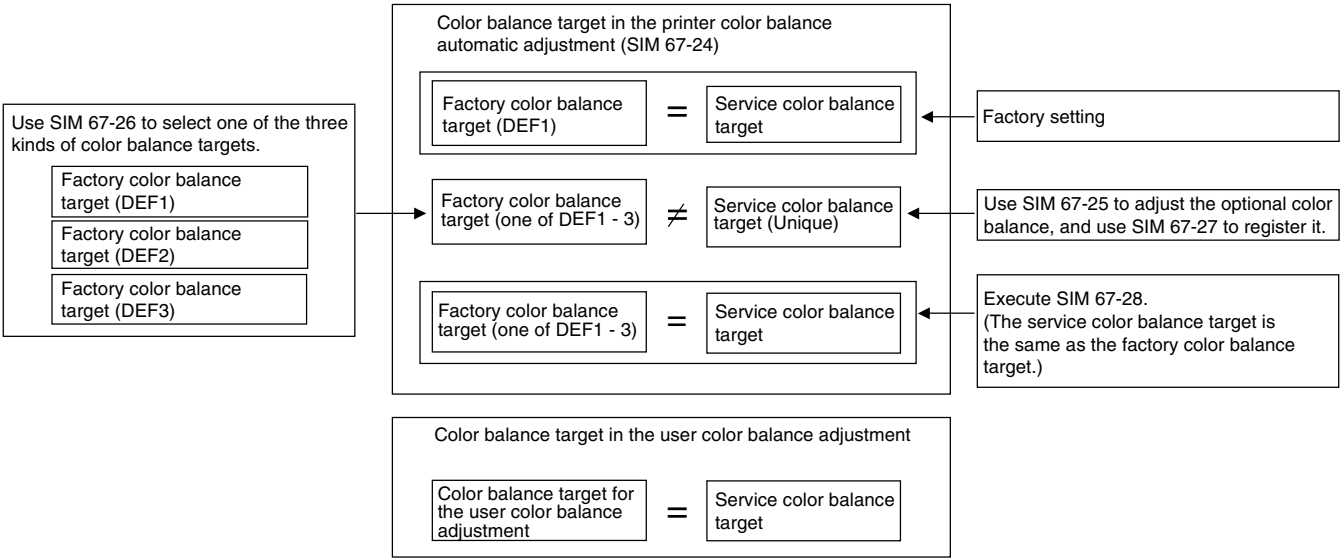 Color balance target in the printer color balance
automatic adjustment (SIM 67-24)
Factory color balance
target (DEF1)
=
Service color balance
target
Factory setting
Use SIM 67-26 to select one of the three
kinds of color balance targets.
Factory color balance
target (DEF1)
Factory color balance
target (DEF2)
Factory color balance
target (DEF3)
Factory color balance
target (one of DEF1 - 3)
≠
Service color balance
target (Unique)
Use SIM 67-25 to adjust the optional color
balance, and use SIM 67-27 to register it.
Factory color balance
target (one of DEF1 - 3)
=
Service color balance
target
Execute SIM 67-28.
(The service color balance target is
the same as the factory color balance
target.)
Color balance target in the user color balance adjustment
Color balance target for
the user color balance
adjustment
=
Service color balance
target